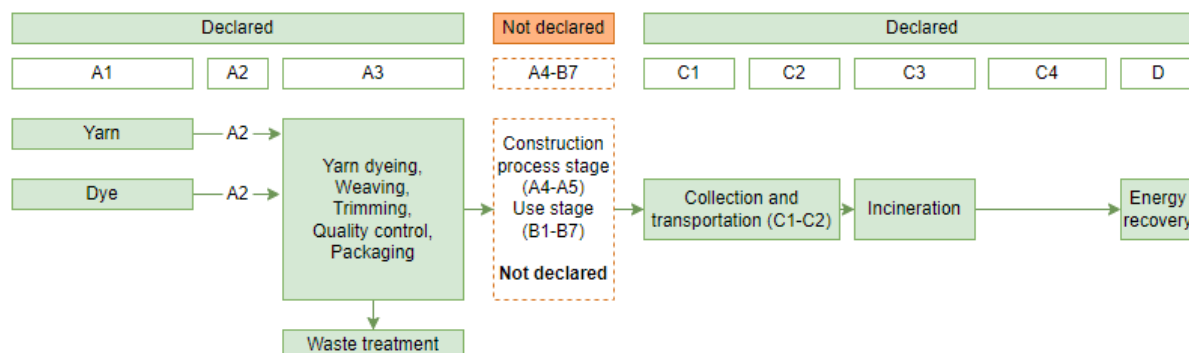 Declared
Not declared
Declared
A1
A2
A3
A4-B7
C1
C2
C3
C4
D
Yarn
A2
Dye
A2
Yarn dyeing,
Weaving,
Trimming,
Quality control,
Packaging
Construction
process stage
(A4-A5)
Use stage
(B1-B7)
Not declared
Collection and
transportation (C1-C2)
Incineration
Energy
recovery
Waste treatment